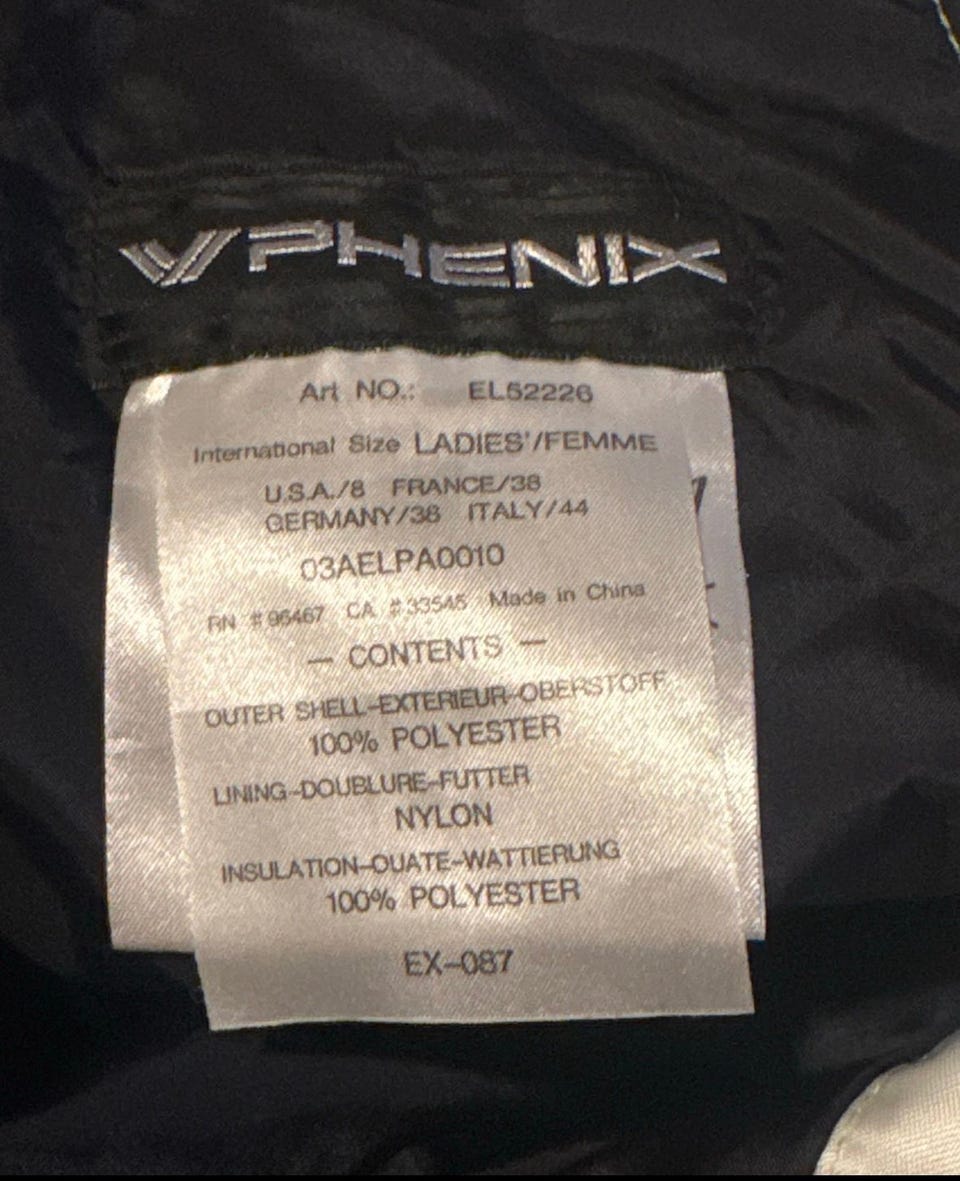 PHENIX
Art NO.: EL52226
International Size LADIES'/FEMME
U.S.A./8 FRANCE/38
GERMANY/38 ITALY/44
03AELPA0010
RN #96467 CA #33545 Made in China
— CONTENTS —
OUTER SHELL-EXTERIEUR-OBERSTOFF
100% POLYESTER
LINING-DOUBLURE-FUTTER
NYLON
INSULATION-OUATE-WATTIERUNG
100% POLYESTER
EX-087